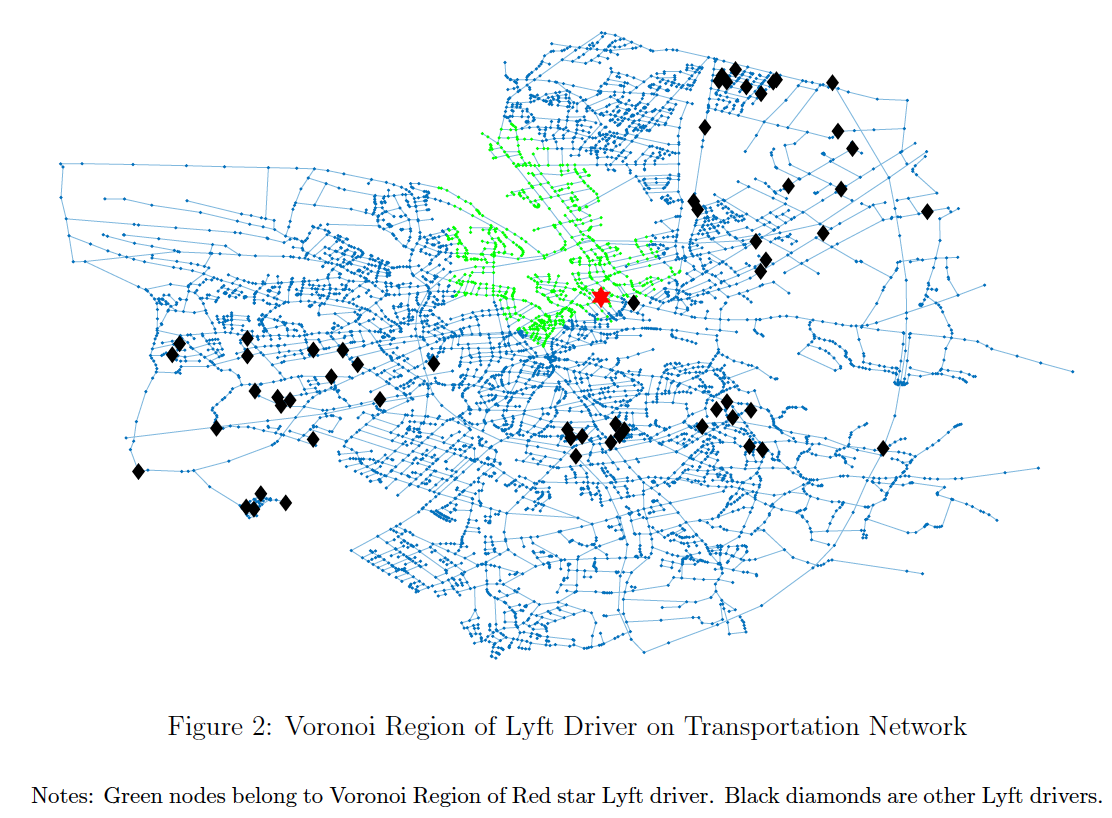 Figure 2: Voronoi Region of Lyft Driver on Transportation Network
Notes: Green nodes belong to Voronoi Region of Red star Lyft driver. Black diamonds are other Lyft drivers.